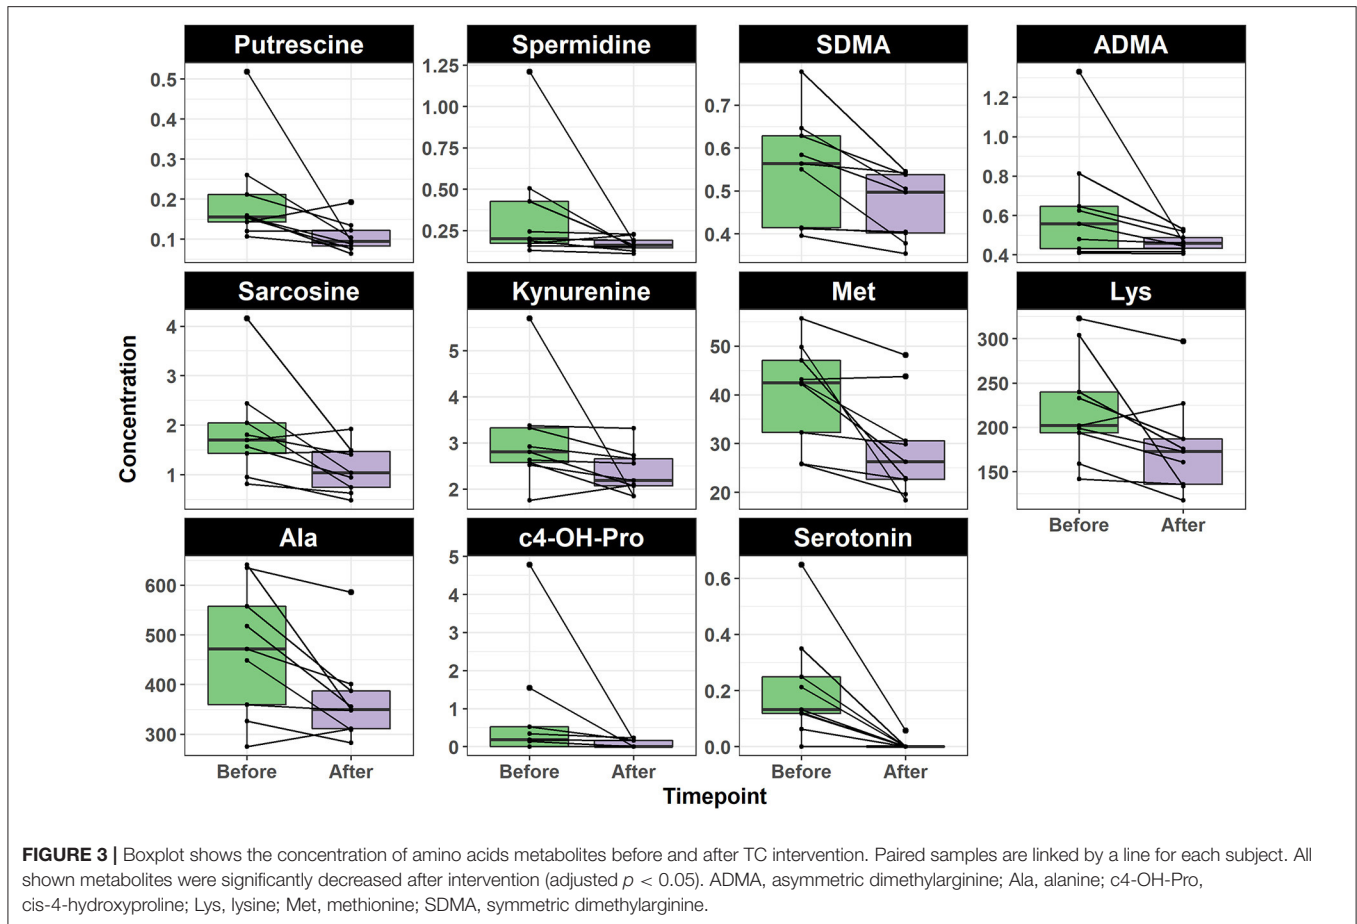 Putrescine
Spermidine
SDMA
ADMA
0.5
0.4
0.3
0.2
0.1
1.25
1.00
0.75
0.50
0.25
0.7
0.6
0.5
0.4
1.2
1.0
0.8
0.6
0.4
Sarcosine
Kynurenine
Met
Lys
4
3
2
1
5
4
3
2
50
40
30
20
300
250
200
150
Before
After
Ala
c4-OH-Pro
Serotonin
600
500
400
300
5
4
3
2
1
0
0.6
0.4
0.2
0.0
Before
After
Before
After
Before
After
Concentration
Timepoint
FIGURE 3 | Boxplot shows the concentration of amino acids metabolites before and after TC intervention. Paired samples are linked by a line for each subject. All
shown metabolites were significantly decreased after intervention (adjusted p < 0.05). ADMA, asymmetric dimethylarginine; Ala, alanine; c4-OH-Pro,
cis-4-hydroxyproline; Lys, lysine; Met, methionine; SDMA, symmetric dimethylarginine.